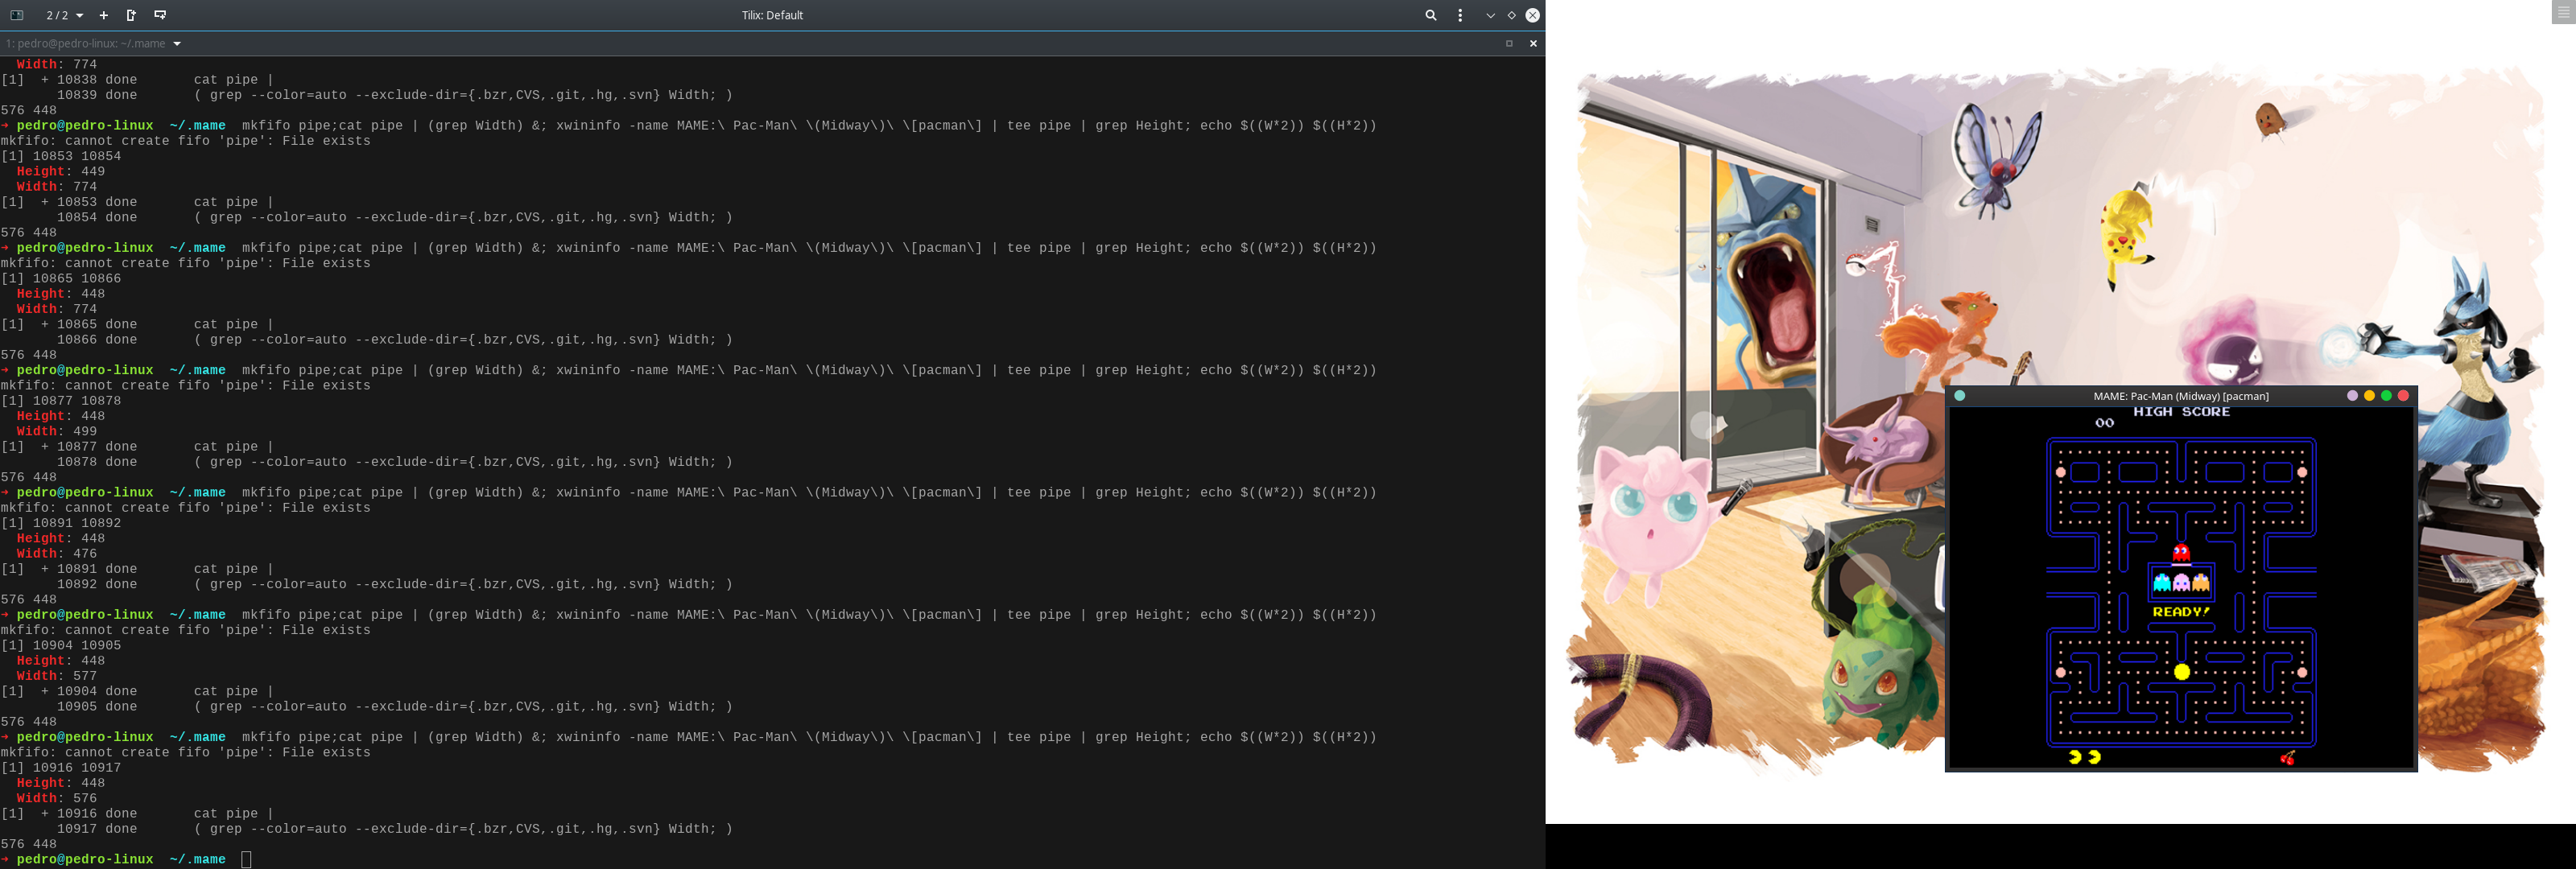 2 / 2
Tilix: Default
1: pedro@pedro-linux: ~/.mame
  Width: 774
[1]  + 10838 done       cat pipe |
       10839 done       ( grep --color=auto --exclude-dir={.bzr,CVS,.git,.hg,.svn} Width; )
576 448
➜ pedro@pedro-linux  ~/.mame  mkfifo pipe;cat pipe | (grep Width) &; xwininfo -name MAME:\ Pac-Man\ \(Midway\)\ \[pacman\] | tee pipe | grep Height; echo $((W*2)) $((H*2))
mkfifo: cannot create fifo 'pipe': File exists
[1] 10853 10854
  Height: 449
  Width: 774
[1]  + 10853 done       cat pipe |
       10854 done       ( grep --color=auto --exclude-dir={.bzr,CVS,.git,.hg,.svn} Width; )
576 448
➜ pedro@pedro-linux  ~/.mame  mkfifo pipe;cat pipe | (grep Width) &; xwininfo -name MAME:\ Pac-Man\ \(Midway\)\ \[pacman\] | tee pipe | grep Height; echo $((W*2)) $((H*2))
mkfifo: cannot create fifo 'pipe': File exists
[1] 10865 10866
  Height: 448
  Width: 774
[1]  + 10865 done       cat pipe |
       10866 done       ( grep --color=auto --exclude-dir={.bzr,CVS,.git,.hg,.svn} Width; )
576 448
➜ pedro@pedro-linux  ~/.mame  mkfifo pipe;cat pipe | (grep Width) &; xwininfo -name MAME:\ Pac-Man\ \(Midway\)\ \[pacman\] | tee pipe | grep Height; echo $((W*2)) $((H*2))
mkfifo: cannot create fifo 'pipe': File exists
[1] 10877 10878
  Height: 448
  Width: 499
[1]  + 10877 done       cat pipe |
       10878 done       ( grep --color=auto --exclude-dir={.bzr,CVS,.git,.hg,.svn} Width; )
576 448
➜ pedro@pedro-linux  ~/.mame  mkfifo pipe;cat pipe | (grep Width) &; xwininfo -name MAME:\ Pac-Man\ \(Midway\)\ \[pacman\] | tee pipe | grep Height; echo $((W*2)) $((H*2))
mkfifo: cannot create fifo 'pipe': File exists
[1] 10891 10892
  Height: 448
  Width: 476
[1]  + 10891 done       cat pipe |
       10892 done       ( grep --color=auto --exclude-dir={.bzr,CVS,.git,.hg,.svn} Width; )
576 448
➜ pedro@pedro-linux  ~/.mame  mkfifo pipe;cat pipe | (grep Width) &; xwininfo -name MAME:\ Pac-Man\ \(Midway\)\ \[pacman\] | tee pipe | grep Height; echo $((W*2)) $((H*2))
mkfifo: cannot create fifo 'pipe': File exists
[1] 10904 10905
  Height: 448
  Width: 577
[1]  + 10904 done       cat pipe |
       10905 done       ( grep --color=auto --exclude-dir={.bzr,CVS,.git,.hg,.svn} Width; )
576 448
➜ pedro@pedro-linux  ~/.mame  mkfifo pipe;cat pipe | (grep Width) &; xwininfo -name MAME:\ Pac-Man\ \(Midway\)\ \[pacman\] | tee pipe | grep Height; echo $((W*2)) $((H*2))
mkfifo: cannot create fifo 'pipe': File exists
[1] 10916 10917
  Height: 448
  Width: 576
[1]  + 10916 done       cat pipe |
       10917 done       ( grep --color=auto --exclude-dir={.bzr,CVS,.git,.hg,.svn} Width; )
576 448
➜ pedro@pedro-linux  ~/.mame
MAME: Pac-Man (Midway) [pacman]
HIGH SCORE
00
READY!